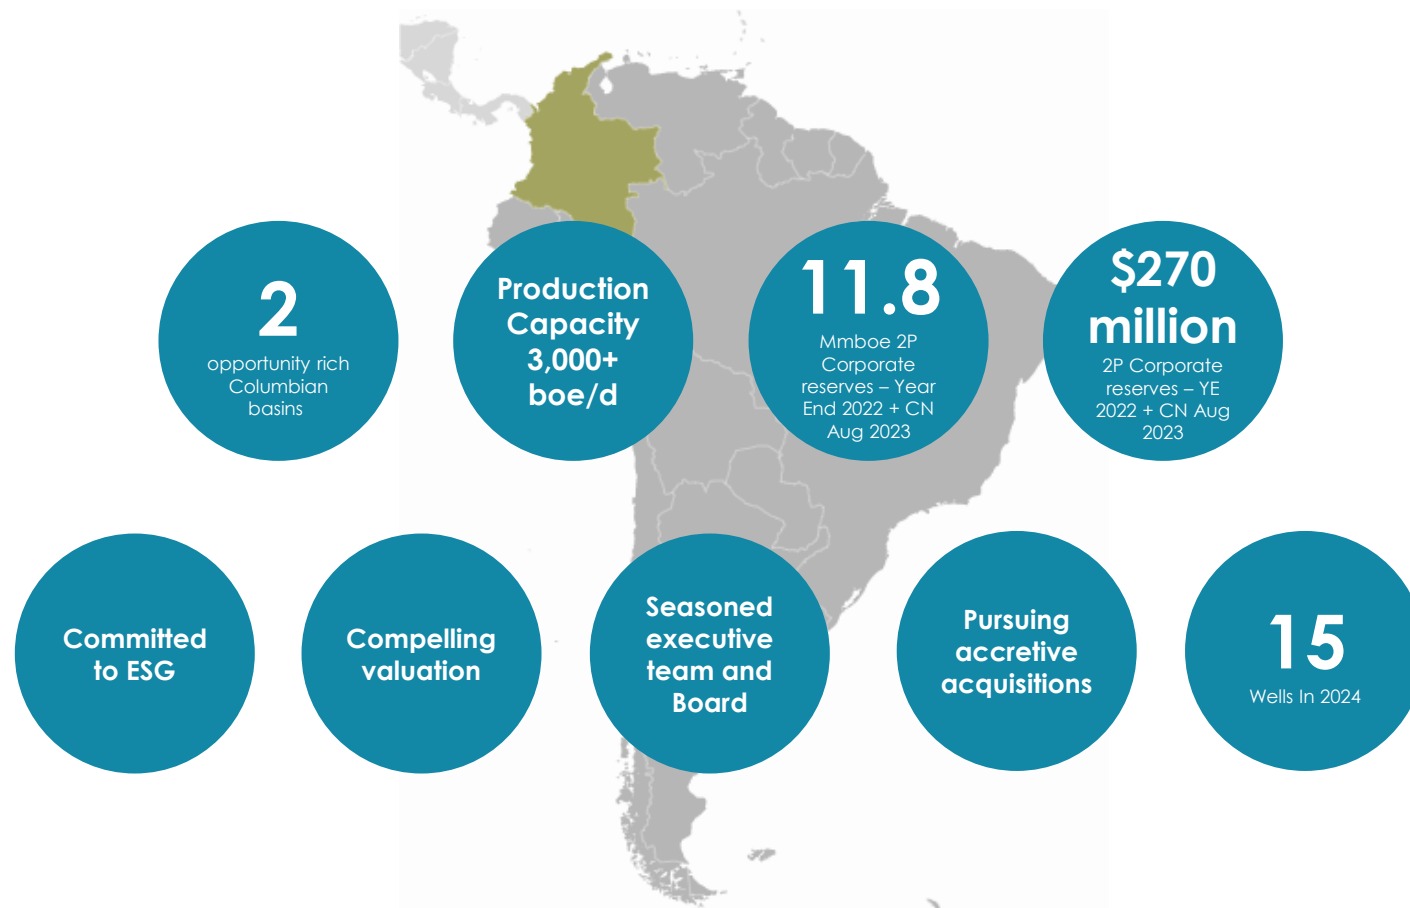 2
opportunity rich
Columbian
basins
Production
Capacity
3,000+
boe/d
11.8
Mmboe 2P
Corporate
reserves – Year
End 2022 + CN
Aug 2023
$270
million
2P Corporate
reserves – YE
2022 + CN Aug
2023
Committed
to ESG
Compelling
valuation
Seasoned
executive
team and
Board
Pursuing
accretive
acquisitions
15
Wells In 2024